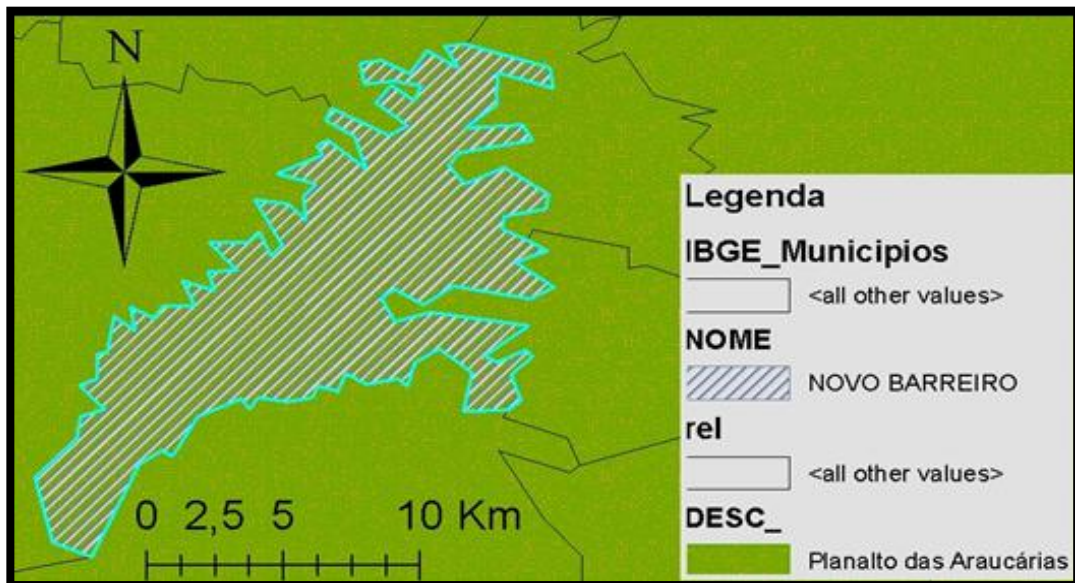 N
0 2,5 5 10 Km
Legenda
IBGE_Municipios
<all other values>
NOME
NOVO BARREIRO
rel
<all other values>
DESC_
Planalto das Araucárias